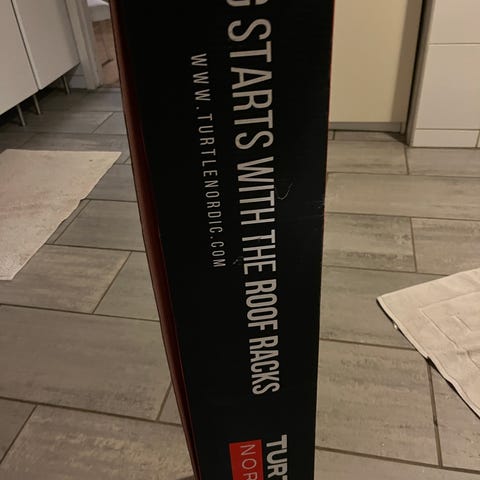 G STARTS WITH THE ROOF RACKS
WWW.TURTLENORDIC.COM
TURT
NOR